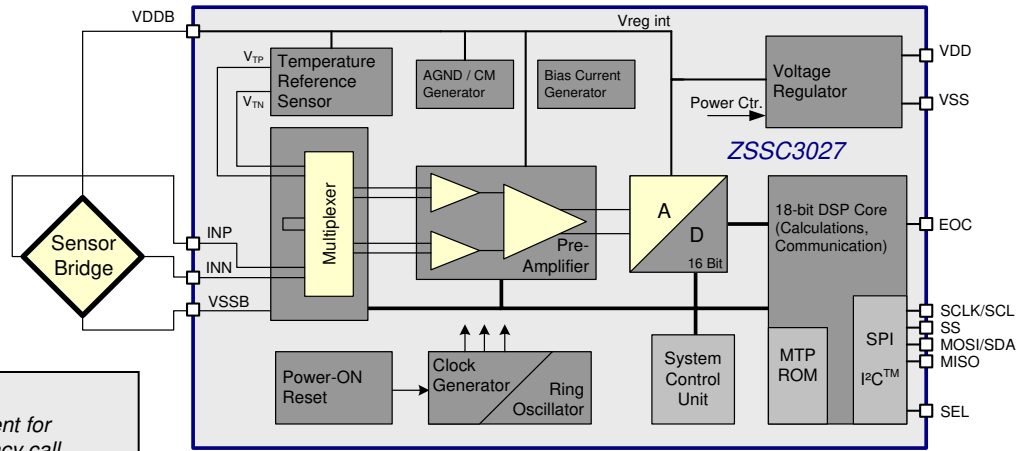 VDDB
Vreg int
VTP
VTN
Temperature
Reference
Sensor
AGND / CM
Generator
Bias Current
Generator
Voltage
Regulator
VDD
VSS
Power Ctr.
ZSSC3027
Multiplexer
Sensor
Bridge
INP
INN
VSSB
Pre-
Amplifier
A
D
16 Bit
18-bit DSP Core
(Calculations,
Communication)
EOC
SCLK/SCL
SS
MOSI/SDA
MISO
SEL
Power-ON
Reset
Clock
Generator
Ring
Oscillator
System
Control
Unit
MTP
ROM
SPI
I²C™
ent for